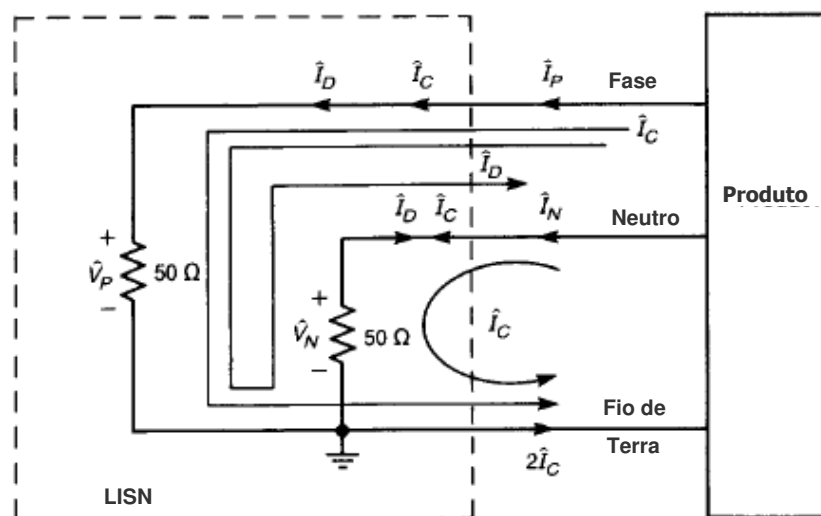 Î_D Î_C Î_P Fase
Î_C
Î_D
Produto
Î_D Î_C Î_N Neutro
+
V̂_P 50 Ω
−
+
V̂_N 50 Ω
−
Î_C
Fio de
Terra
2Î_C
LISN